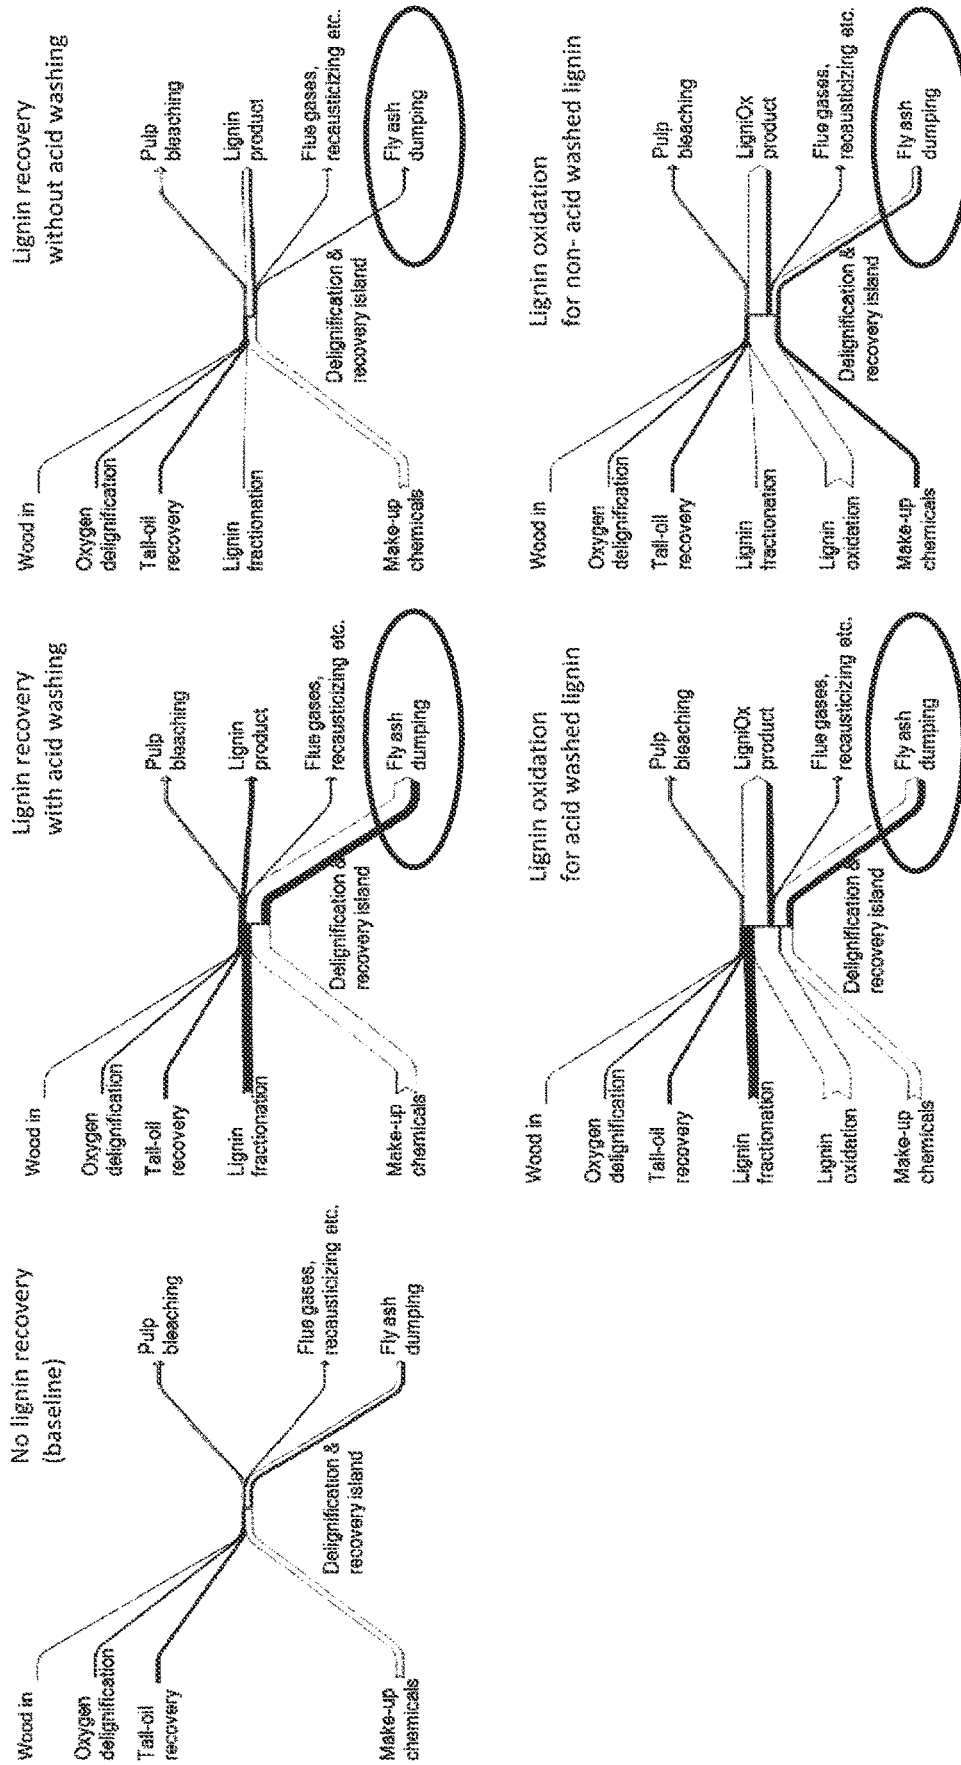 No lignin recovery
(baseline)
Wood in
Oxygen
delignification
Tall-oil
recovery
Make-up
chemicals
Delignification &
recovery island
Pulp
bleaching
Flue gases,
recausticizing etc.
Fly ash
dumping
Lignin recovery
with acid washing
Wood in
Oxygen
delignification
Tall-oil
recovery
Lignin
fractionation
Make-up
chemicals
Delignification &
recovery island
Pulp
bleaching
Lignin
product
Flue gases,
recausticizing etc.
Fly ash
dumping
Lignin recovery
without acid washing
Wood in
Oxygen
delignification
Tall-oil
recovery
Lignin
fractionation
Make-up
chemicals
Delignification &
recovery island
Pulp
bleaching
Lignin
product
Flue gases,
recausticizing etc.
Fly ash
dumping
Lignin oxidation
for acid washed lignin
Wood in
Oxygen
delignification
Tall-oil
recovery
Lignin
fractionation
Lignin
oxidation
Make-up
chemicals
Delignification &
recovery island
Pulp
bleaching
LigniOx
product
Flue gases,
recausticizing etc.
Fly ash
dumping
Lignin oxidation
for non- acid washed lignin
Wood in
Oxygen
delignification
Tall-oil
recovery
Lignin
fractionation
Lignin
oxidation
Make-up
chemicals
Delignification &
recovery island
Pulp
bleaching
LigniOx
product
Flue gases,
recausticizing etc.
Fly ash
dumping